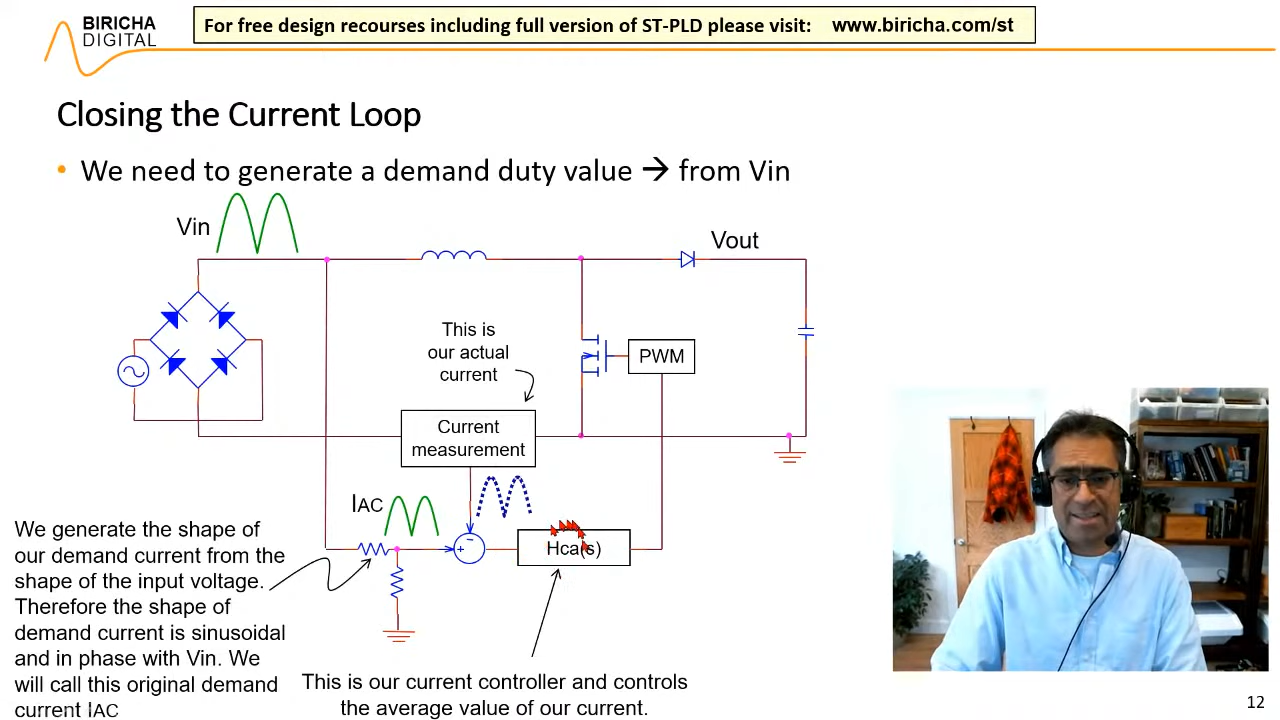 BIRICHA
DIGITAL
For free design recourses including full version of ST-PLD please visit: www.biricha.com/st
Closing the Current Loop
• We need to generate a demand duty value → from Vin
Vin
Vout
This is
our actual
current
PWM
Current
measurement
IAC
-
+
Hca(s)
We generate the shape of
our demand current from the
shape of the input voltage.
Therefore the shape of
demand current is sinusoidal
and in phase with Vin. We
will call this original demand
current IAC
This is our current controller and controls
the average value of our current.
12